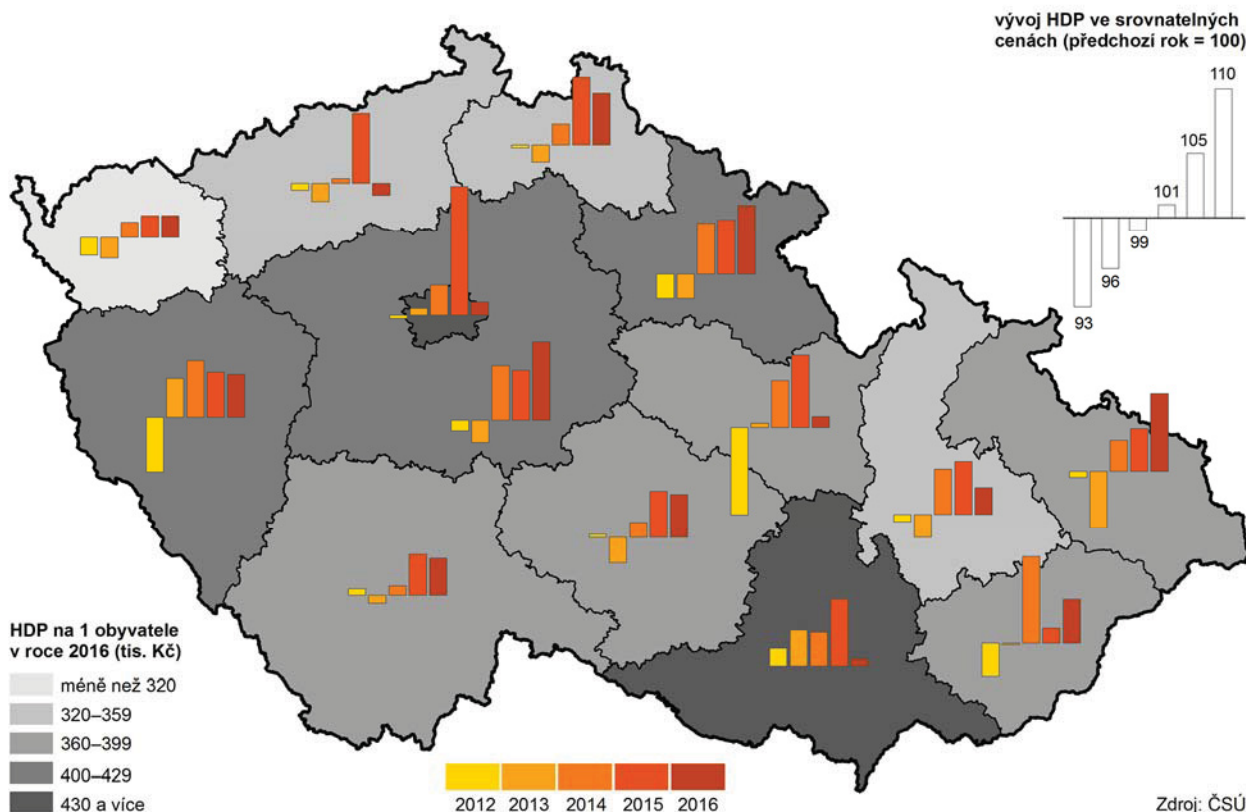 vývoj HDP ve srovnatelných
cenách (předchozí rok = 100)
110
105
101
99
96
93
HDP na 1 obyvatele
v roce 2016 (tis. Kč)
méně než 320
320–359
360–399
400–429
430 a více
2012 2013 2014 2015 2016
Zdroj: ČSÚ